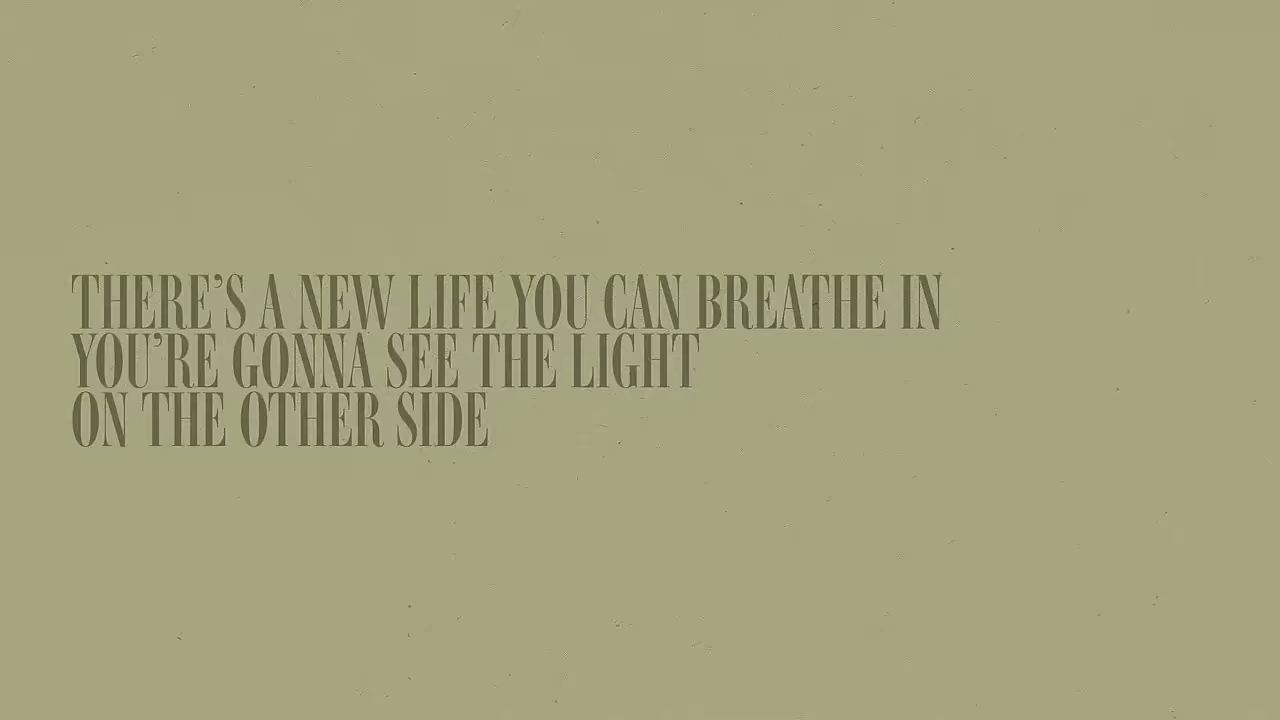 THERE’S A NEW LIFE YOU CAN BREATHE IN
YOU’RE GONNA SEE THE LIGHT
ON THE OTHER SIDE